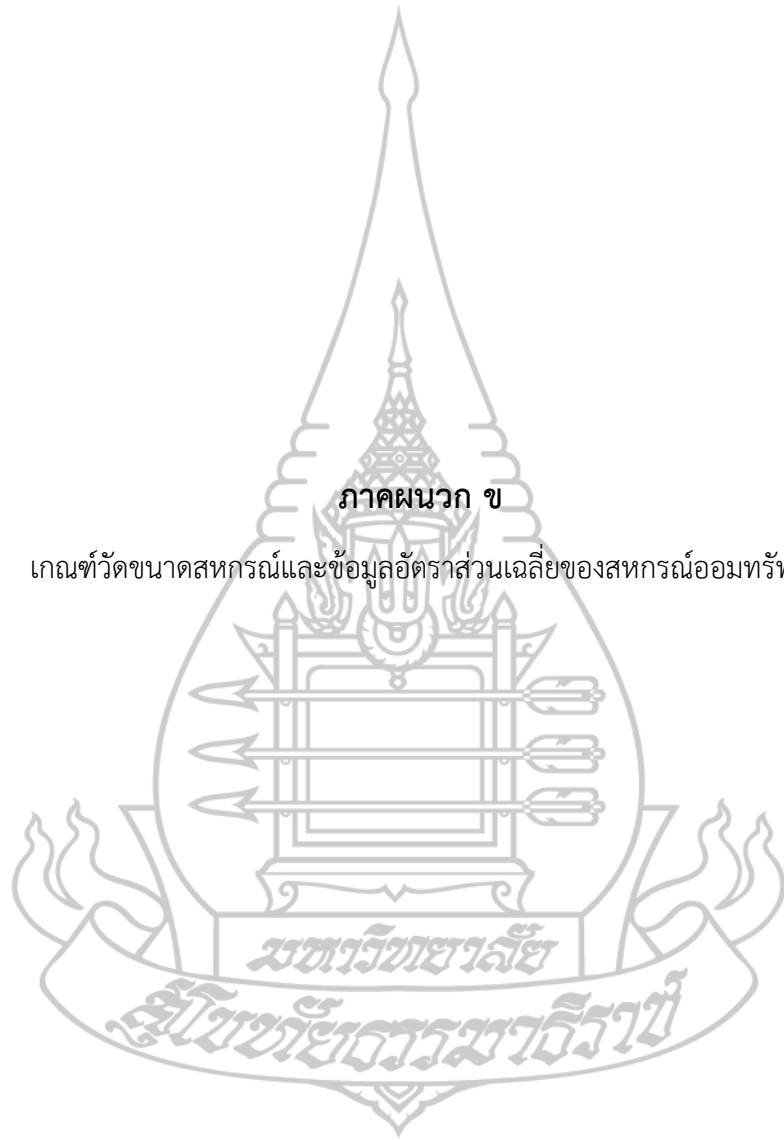 ภาคผนวก ข
เกณฑ์วัดขนาดสหกรณ์และข้อมูลอัตราส่วนเฉลี่ยของสหกรณ์ออมทรั
มหาวิทยาลัย
สุโขทัยธรรมาธิราช